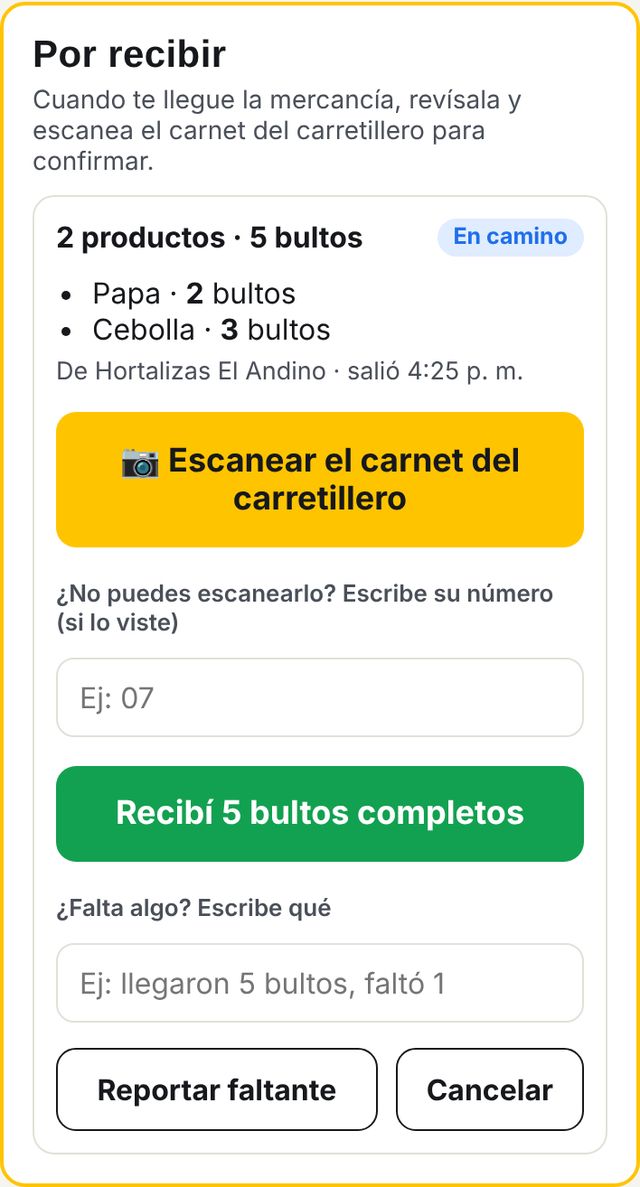 Por recibir
Cuando te llegue la mercancía, revísala y
escanea el carnet del carretillero para
confirmar.
2 productos · 5 bultos
En camino
• Papa · 2 bultos
• Cebolla · 3 bultos
De Hortalizas El Andino · salió 4:25 p. m.
📷 Escanear el carnet del
carretillero
¿No puedes escanearlo? Escribe su número
(si lo viste)
Ej: 07
Recibí 5 bultos completos
¿Falta algo? Escribe qué
Ej: llegaron 5 bultos, faltó 1
Reportar faltante
Cancelar